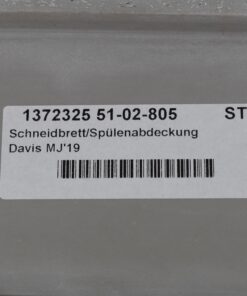 1372325 51-02-805 ST
Schneidbrett/Spülenabdeckung
Davis MJ'19